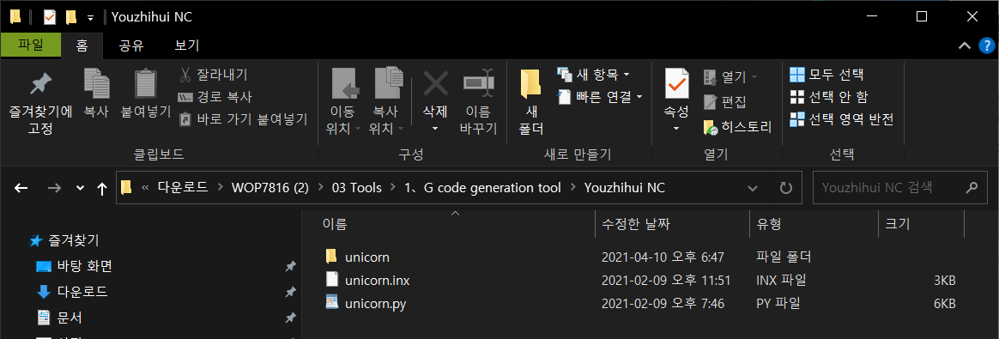 Youzhihui NC
파일 홈 공유 보기
즐겨찾기에 고정
복사
붙여넣기
잘라내기
경로 복사
바로 가기 붙여넣기
클립보드
이동 위치
복사 위치
삭제
이름 바꾸기
구성
새 폴더
새 항목
빠른 연결
새로 만들기
속성
열기
편집
히스토리
열기
모두 선택
선택 안 함
선택 영역 반전
선택
« 다운로드 > WOP7816 (2) > 03 Tools > 1、G code generation tool > Youzhihui NC
Youzhihui NC 검색
이름 수정한 날짜 유형 크기
즐겨찾기
바탕 화면
다운로드
문서
unicorn 2021-04-10 오후 6:47 파일 폴더
unicorn.inx 2021-02-09 오후 11:51 INX 파일 3KB
unicorn.py 2021-02-09 오후 7:46 PY 파일 6KB